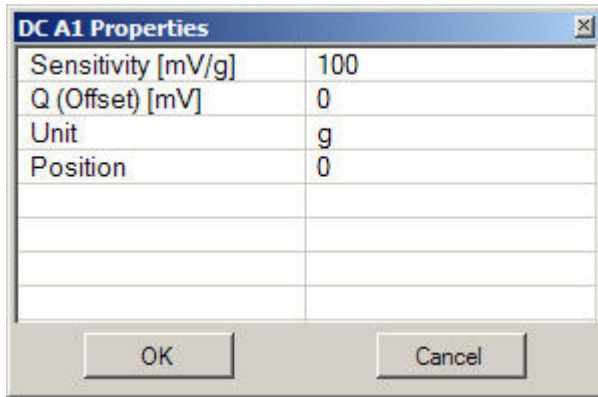 DC A1 Properties
Sensitivity [mV/g] 100
Q (Offset) [mV] 0
Unit g
Position 0
OK Cancel